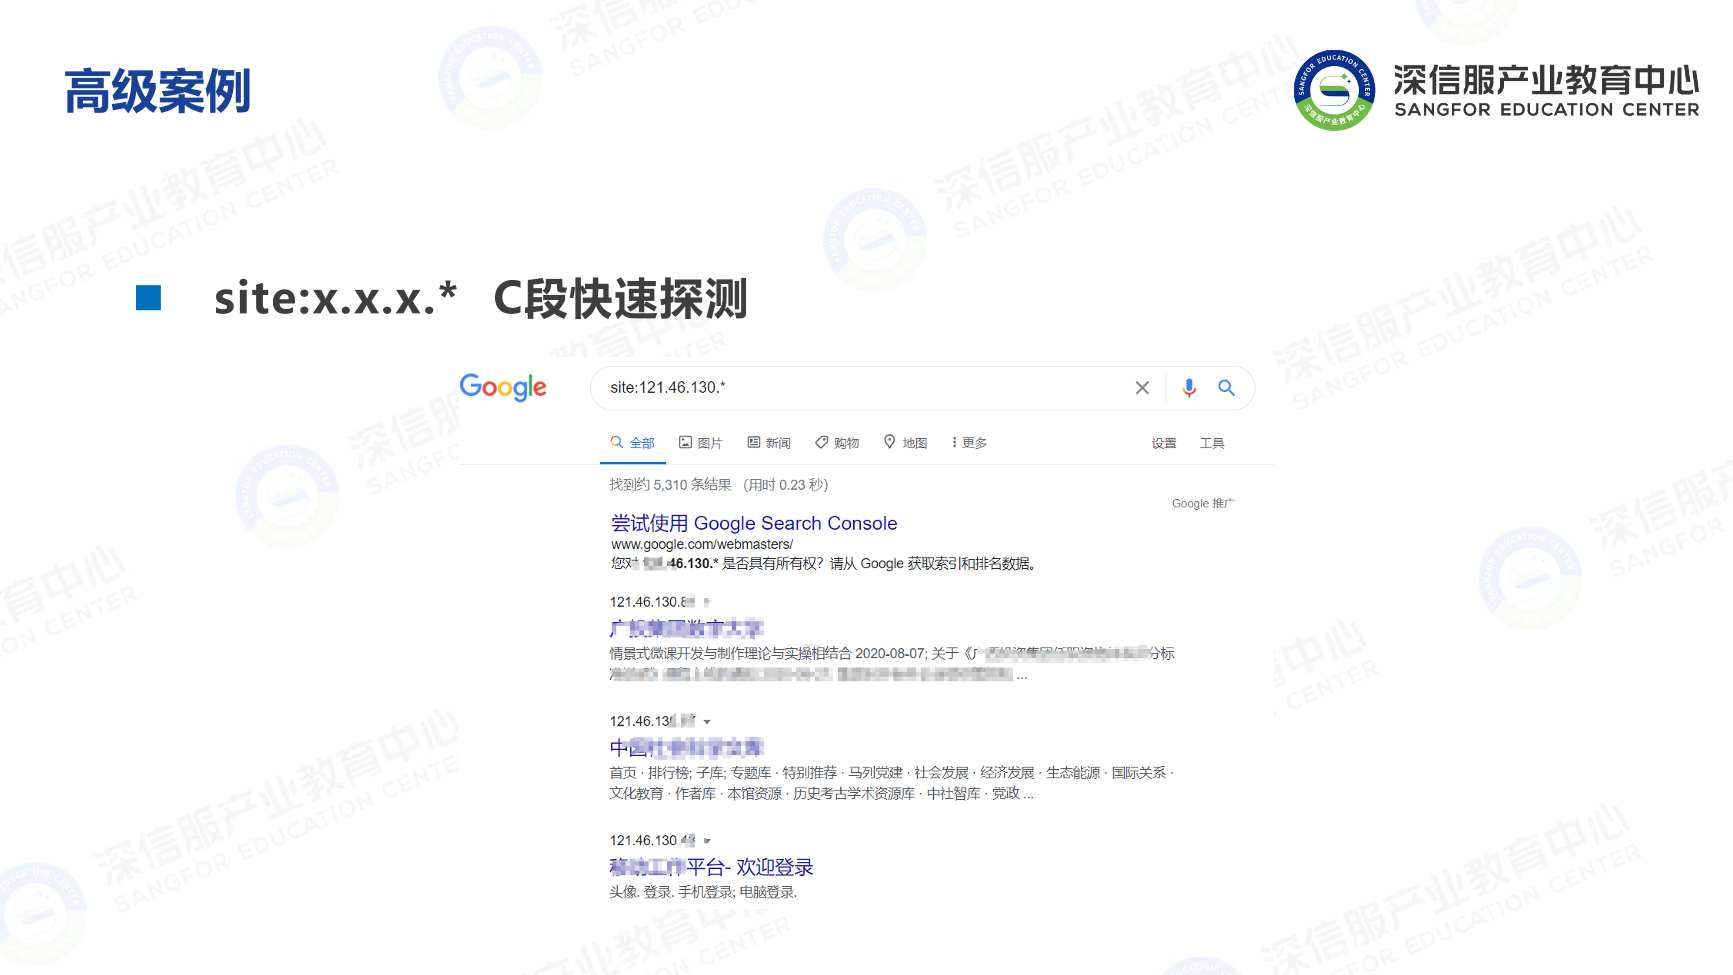 高级案例
深信服产业教育中心
SANGFOR EDUCATION CENTER
site:x.x.x.* C段快速探测
Google
site:121.46.130.*
全部 图片 新闻 购物 地图 更多 设置 工具
找到约 5,310 条结果 （用时 0.23 秒）
Google 推广
尝试使用 Google Search Console
www.google.com/webmasters/
您对 46.130.* 是否具有所有权？请从 Google 获取索引和排名数据。
121.46.130.8
情景式微课开发与制作理论与实操相结合 2020-08-07; 关于《广 分标
...
121.46.13
中
首页 · 排行榜; 子库; 专题库 · 特别推荐 · 马列党建 · 社会发展 · 经济发展 · 生态能源 · 国际关系 ·
文化教育 · 作者库 · 本馆资源 · 历史考古学术资源库 · 中社智库 · 党政 ...
121.46.130.
平台- 欢迎登录
头像. 登录. 手机登录; 电脑登录.